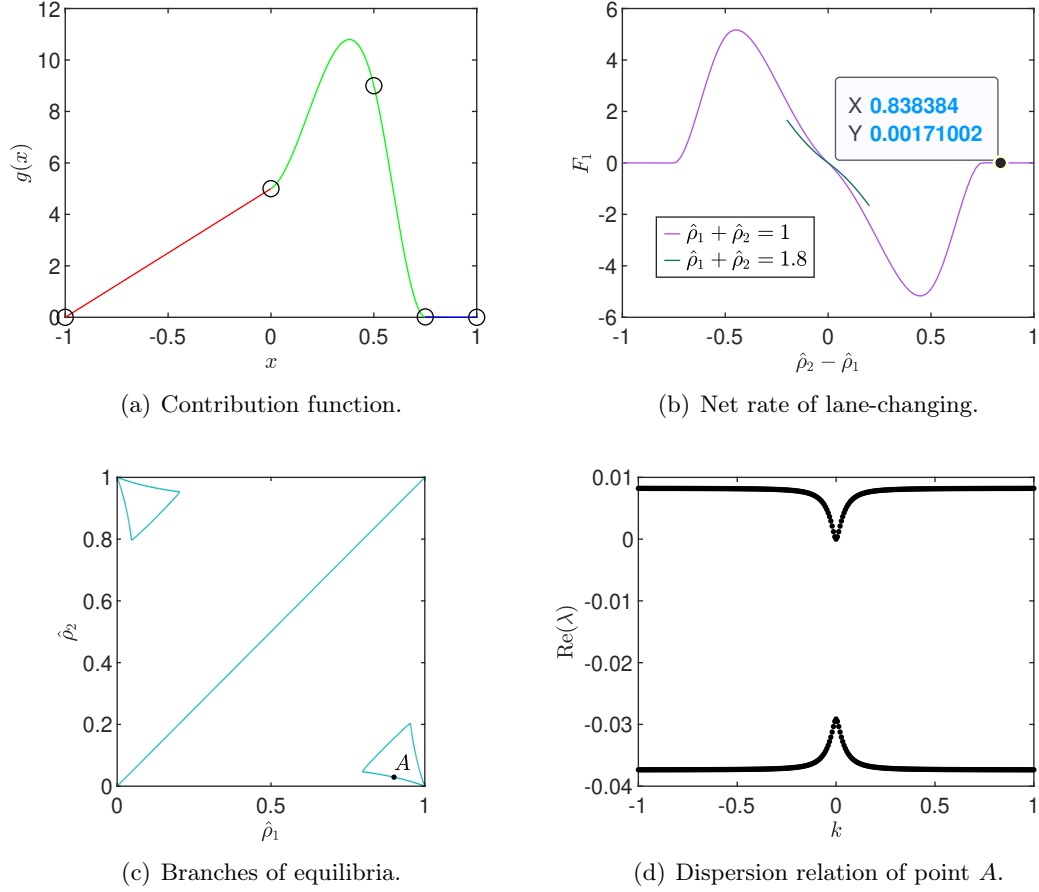 12
10
8
6
4
2
0
g(x)
-1
-0.5
0
0.5
1
x
(a) Contribution function.
6
4
2
0
-2
-4
-6
F₁
X 0.838384
Y 0.00171002
ρ̂₁ + ρ̂₂ = 1
ρ̂₁ + ρ̂₂ = 1.8
-1
-0.5
0
0.5
1
ρ̂₂ − ρ̂₁
(b) Net rate of lane-changing.
1
0.8
0.6
0.4
0.2
0
ρ̂₂
A
0
0.5
1
ρ̂₁
(c) Branches of equilibria.
0.01
0
-0.01
-0.02
-0.03
-0.04
Re(λ)
-1
-0.5
0
0.5
1
k
(d) Dispersion relation of point A.